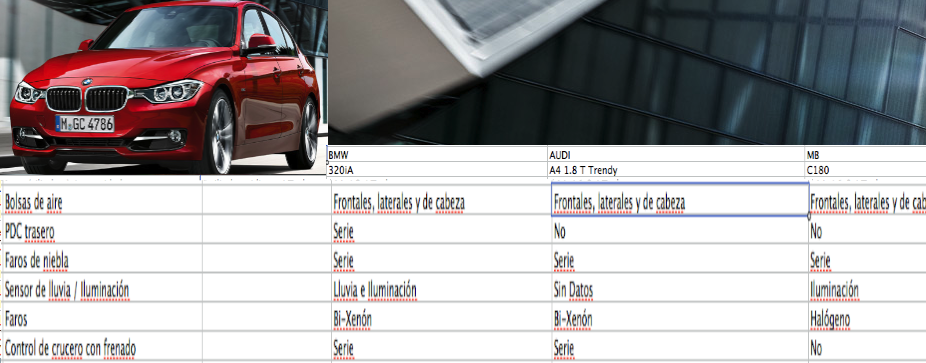 M GC 4786
BMW AUDI MB
320iA A4 1.8 T Trendy C180
Bolsas de aire Frontales, laterales y de cabeza Frontales, laterales y de cabeza Frontales, laterales y de cab
PDC trasero Serie No No
Faros de niebla Serie Serie Serie
Sensor de lluvia / Iluminación Lluvia e Iluminación Sin Datos Iluminación
Faros Bi-Xenón Bi-Xenón Halógeno
Control de crucero con frenado Serie Serie No